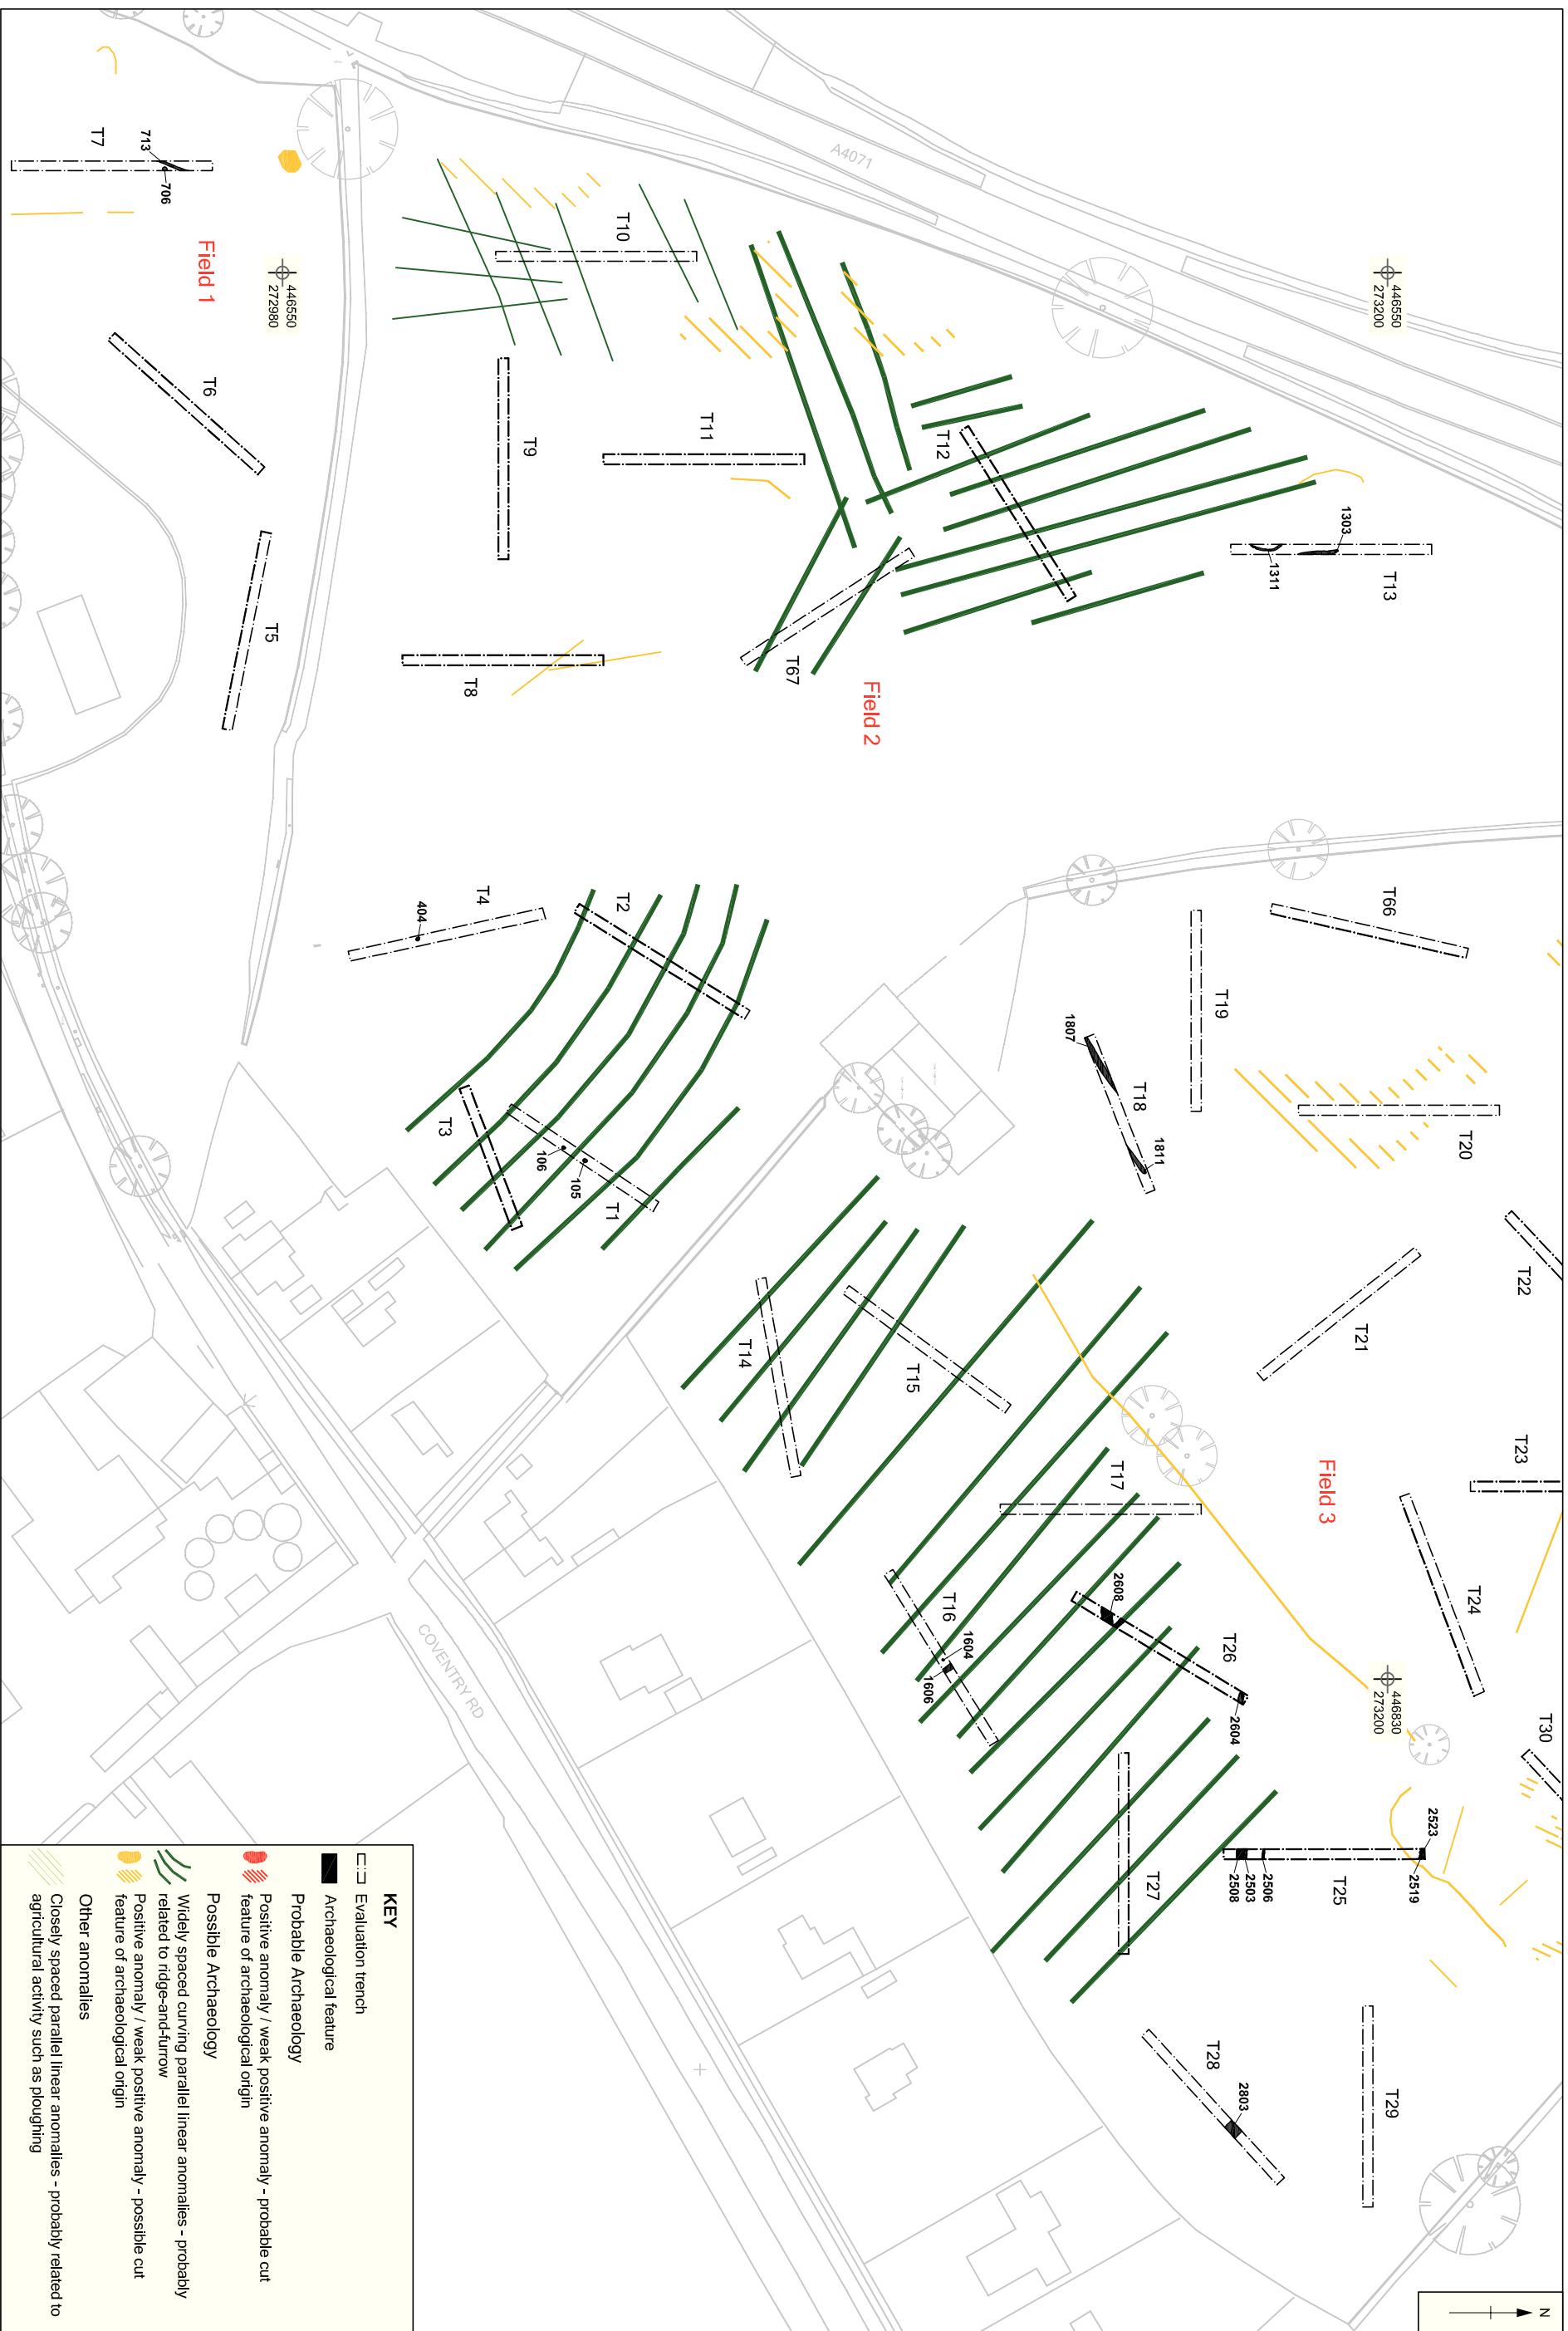 N
T22
T23
T30
446550
273200
A4071
T13
1303
1311
T66
T20
T19
T21
Field 3
T24
446830
273200
2523
2519
T25
2506
2503
2508
T29
T12
Field 2
T67
T18
1807
1811
T17
T26
2608
2604
T27
T28
2803
T10
T11
T9
T8
T15
T14
T16
1604
1606
T2
T4
404
T1
105
106
T3
446550
272980
Field 1
T7
713
706
T6
T5
COVENTRY RD
KEY
Evaluation trench
Archaeological feature
Probable Archaeology
Positive anomaly / weak positive anomaly - probable cut
feature of archaeological origin
Possible Archaeology
Widely spaced curving parallel linear anomalies - probably
related to ridge-and-furrow
Positive anomaly / weak positive anomaly - possible cut
feature of archaeological origin
Other anomalies
Closely spaced parallel linear anomalies - probably related to
agricultural activity such as ploughing